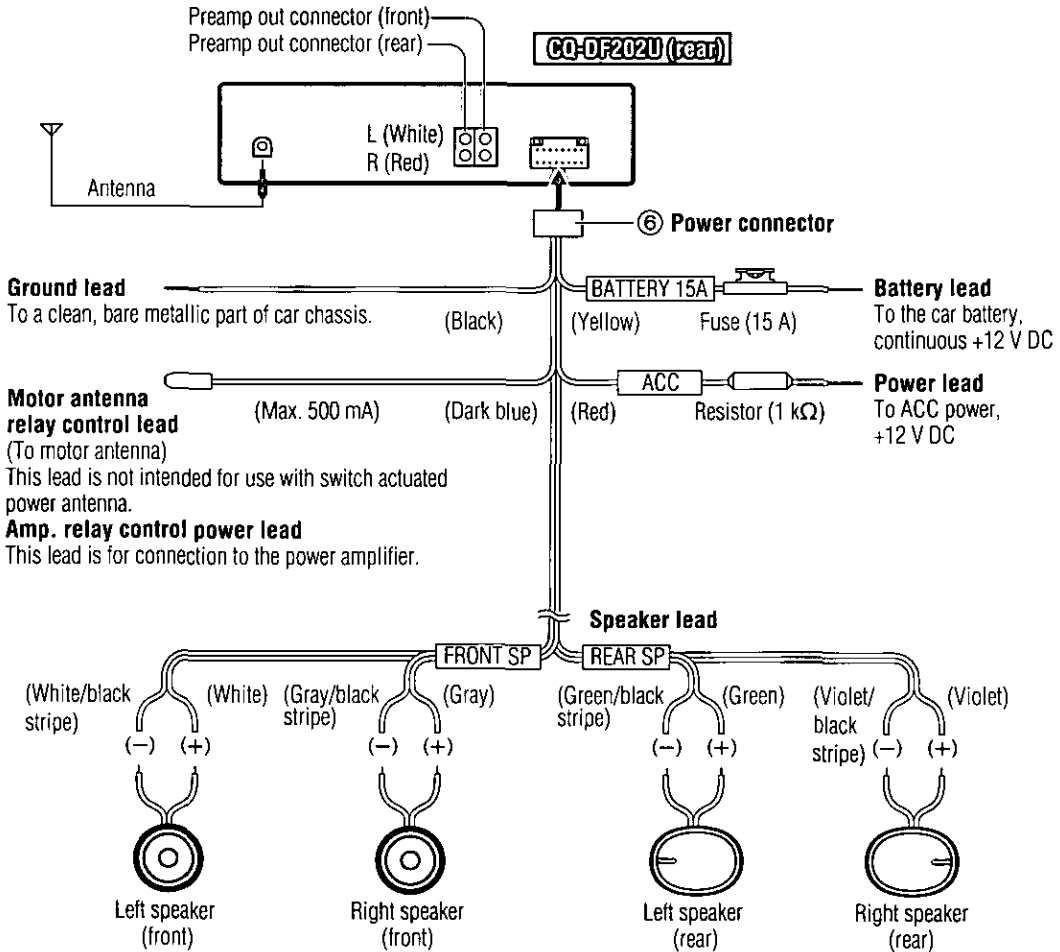 Preamp out connector (front)
Preamp out connector (rear)
CQ-DF202U (rear)
L (White)
R (Red)
Antenna
⑥ Power connector
Ground lead
To a clean, bare metallic part of car chassis.
(Black)
BATTERY 15A
(Yellow)
Fuse (15 A)
Battery lead
To the car battery,
continuous +12 V DC
Motor antenna
relay control lead
(To motor antenna)
This lead is not intended for use with switch actuated
power antenna.
(Max. 500 mA)
(Dark blue)
ACC
(Red)
Resistor (1 kΩ)
Power lead
To ACC power,
+12 V DC
Amp. relay control power lead
This lead is for connection to the power amplifier.
Speaker lead
FRONT SP
REAR SP
(White/black
stripe)
(White)
(Gray/black
stripe)
(Gray)
(Green/black
stripe)
(Green)
(Violet/
black
stripe)
(Violet)
(−) (+)
(−) (+)
(−) (+)
(−) (+)
Left speaker
(front)
Right speaker
(front)
Left speaker
(rear)
Right speaker
(rear)